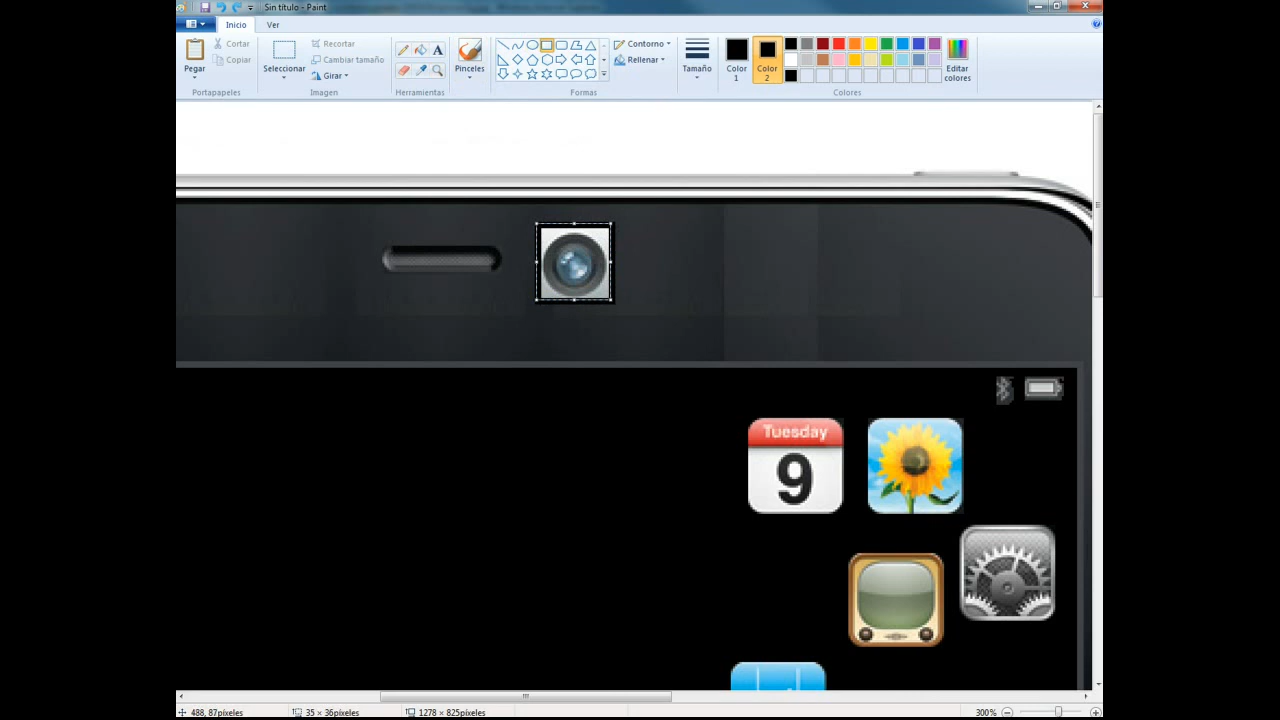 Sin título - Paint
Inicio Ver
Pegar
Cortar
Copiar
Portapapeles
Seleccionar
Recortar
Cambiar tamaño
Girar
Imagen
A
Herramientas
Pinceles
Contorno
Rellenar
Formas
Tamaño
Color
1
Color
2
Editar
colores
Colores
Tuesday
9
488, 87píxeles
35 × 36píxeles
1278 × 825píxeles
300%